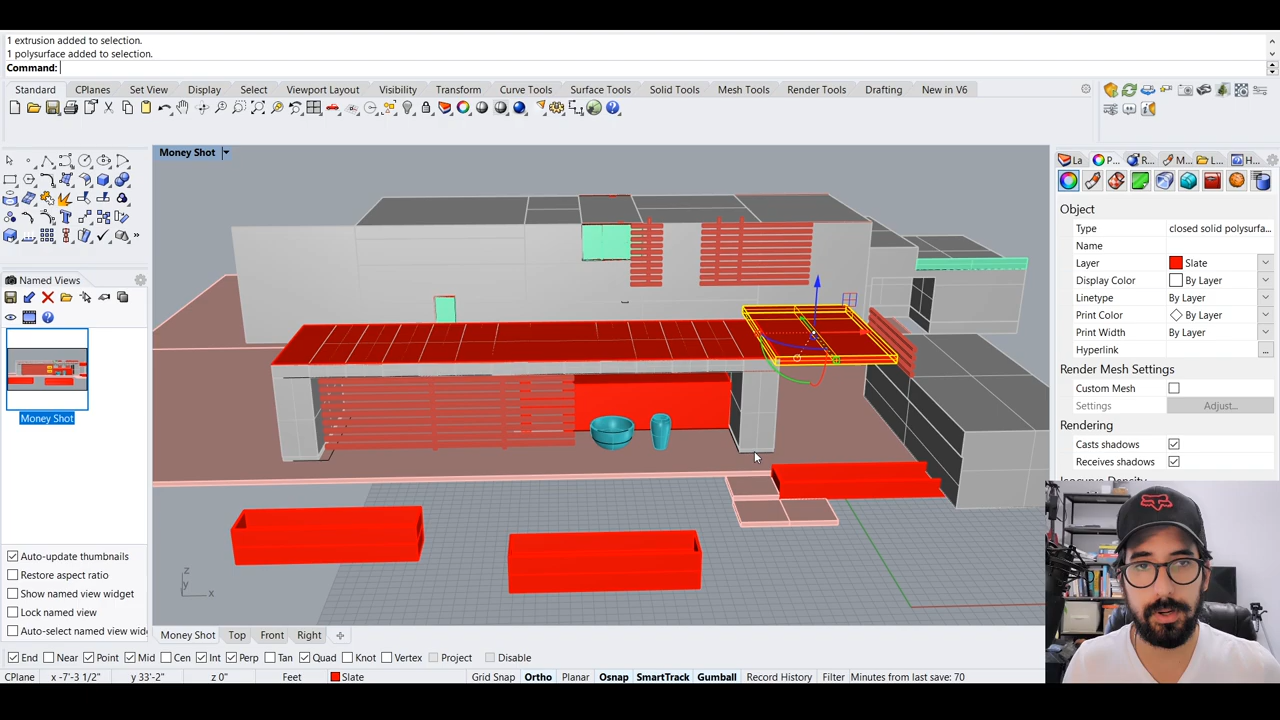 1 extrusion added to selection.
1 polysurface added to selection.
Command:
Standard CPlanes Set View Display Select Viewport Layout Visibility Transform Curve Tools Surface Tools Solid Tools Mesh Tools Render Tools Drafting New in V6
Money Shot
La P... R... M... L... H...
Named Views
Money Shot
Auto-update thumbnails
Restore aspect ratio
Show named view widget
Lock named view
Auto-select named view widg
Object
Type closed solid polysurfa...
Name
Layer Slate
Display Color By Layer
Linetype By Layer
Print Color By Layer
Print Width By Layer
Hyperlink ...
Render Mesh Settings
Custom Mesh
Settings Adjust...
Rendering
Casts shadows
Receives shadows
z
y
x
Money Shot Top Front Right
End Near Point Mid Cen Int Perp Tan Quad Knot Vertex Project Disable
CPlane x -7'-3 1/2" y 33'-2" z 0" Feet Slate Grid Snap Ortho Planar Osnap SmartTrack Gumball Record History Filter Minutes from last save: 70